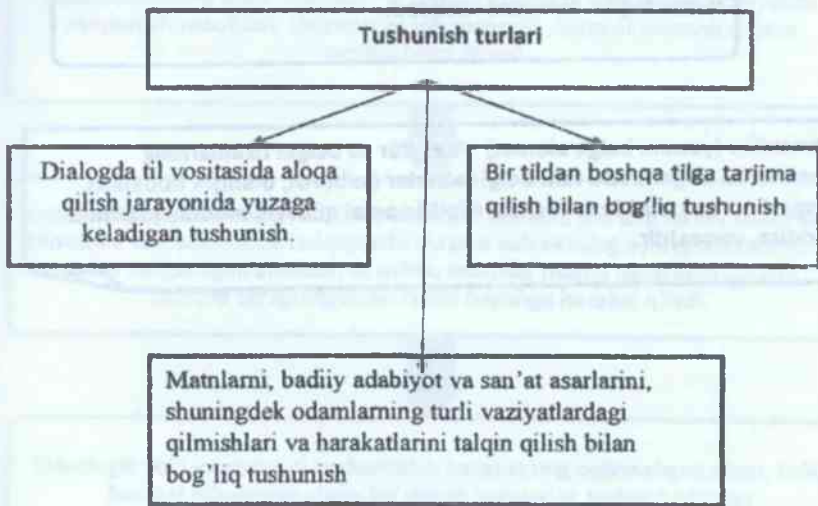 Tushunish turlari
Dialogda til vositasida aloqa
qilish jarayonida yuzaga
keladigan tushunish
Bir tildan boshqa tilga tarjima
qilish bilan bog'liq tushunish
Matnlarni, badiiy adabiyot va san'at asarlarini,
shuningdek odamlarning turli vaziyatlardagi
qilmishlari va harakatlarini talqin qilish bilan
bog'liq tushunish